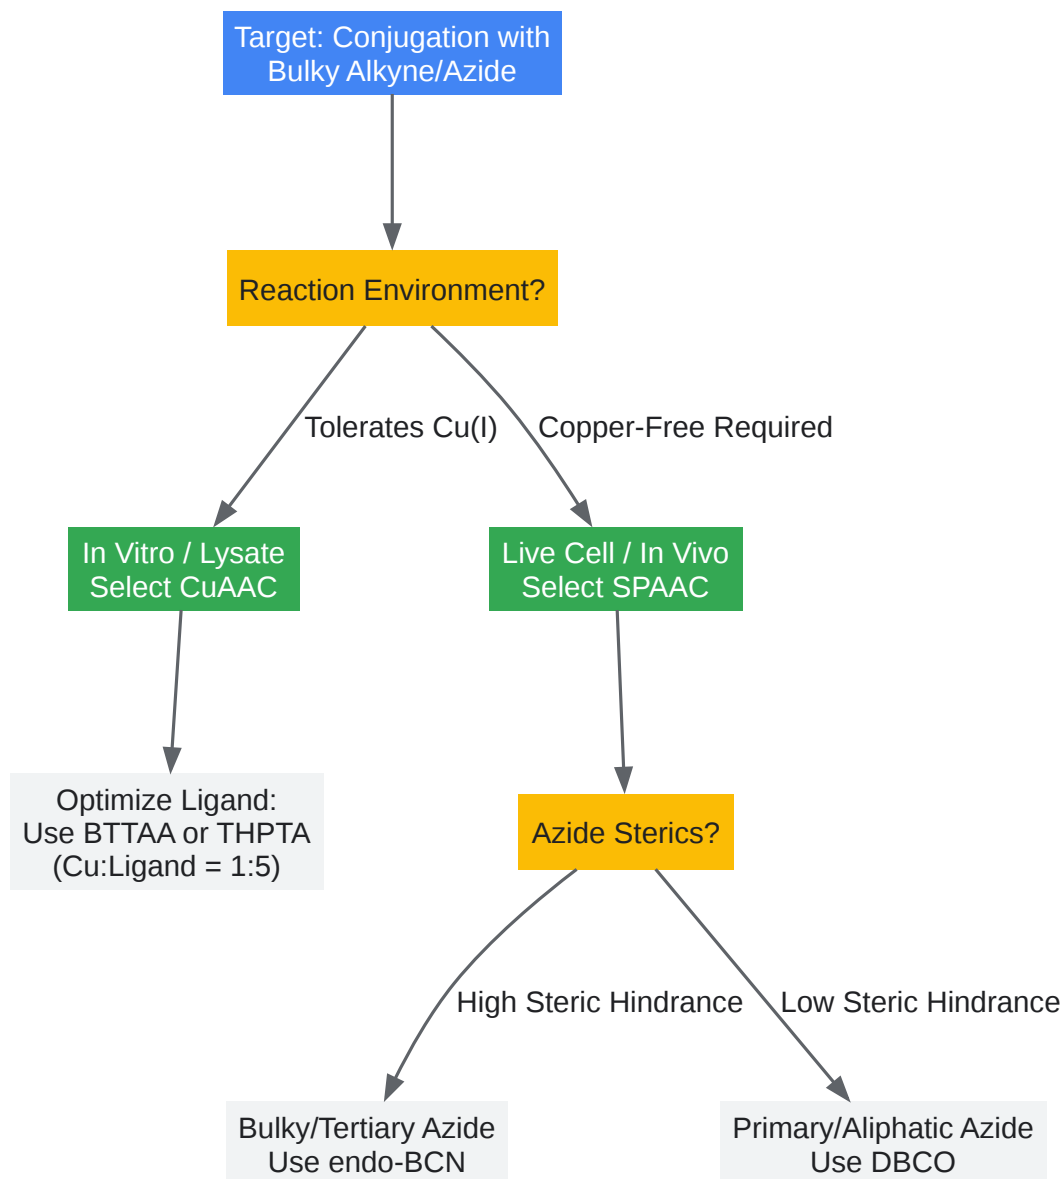 Target: Conjugation with
Bulky Alkyne/Azide
Reaction Environment?
Tolerates Cu(I)
Copper-Free Required
In Vitro / Lysate
Select CuAAC
Live Cell / In Vivo
Select SPAAC
Optimize Ligand:
Use BTTAA or THPTA
(Cu:Ligand = 1:5)
Azide Sterics?
High Steric Hindrance
Low Steric Hindrance
Bulky/Tertiary Azide
Use endo-BCN
Primary/Aliphatic Azide
Use DBCO